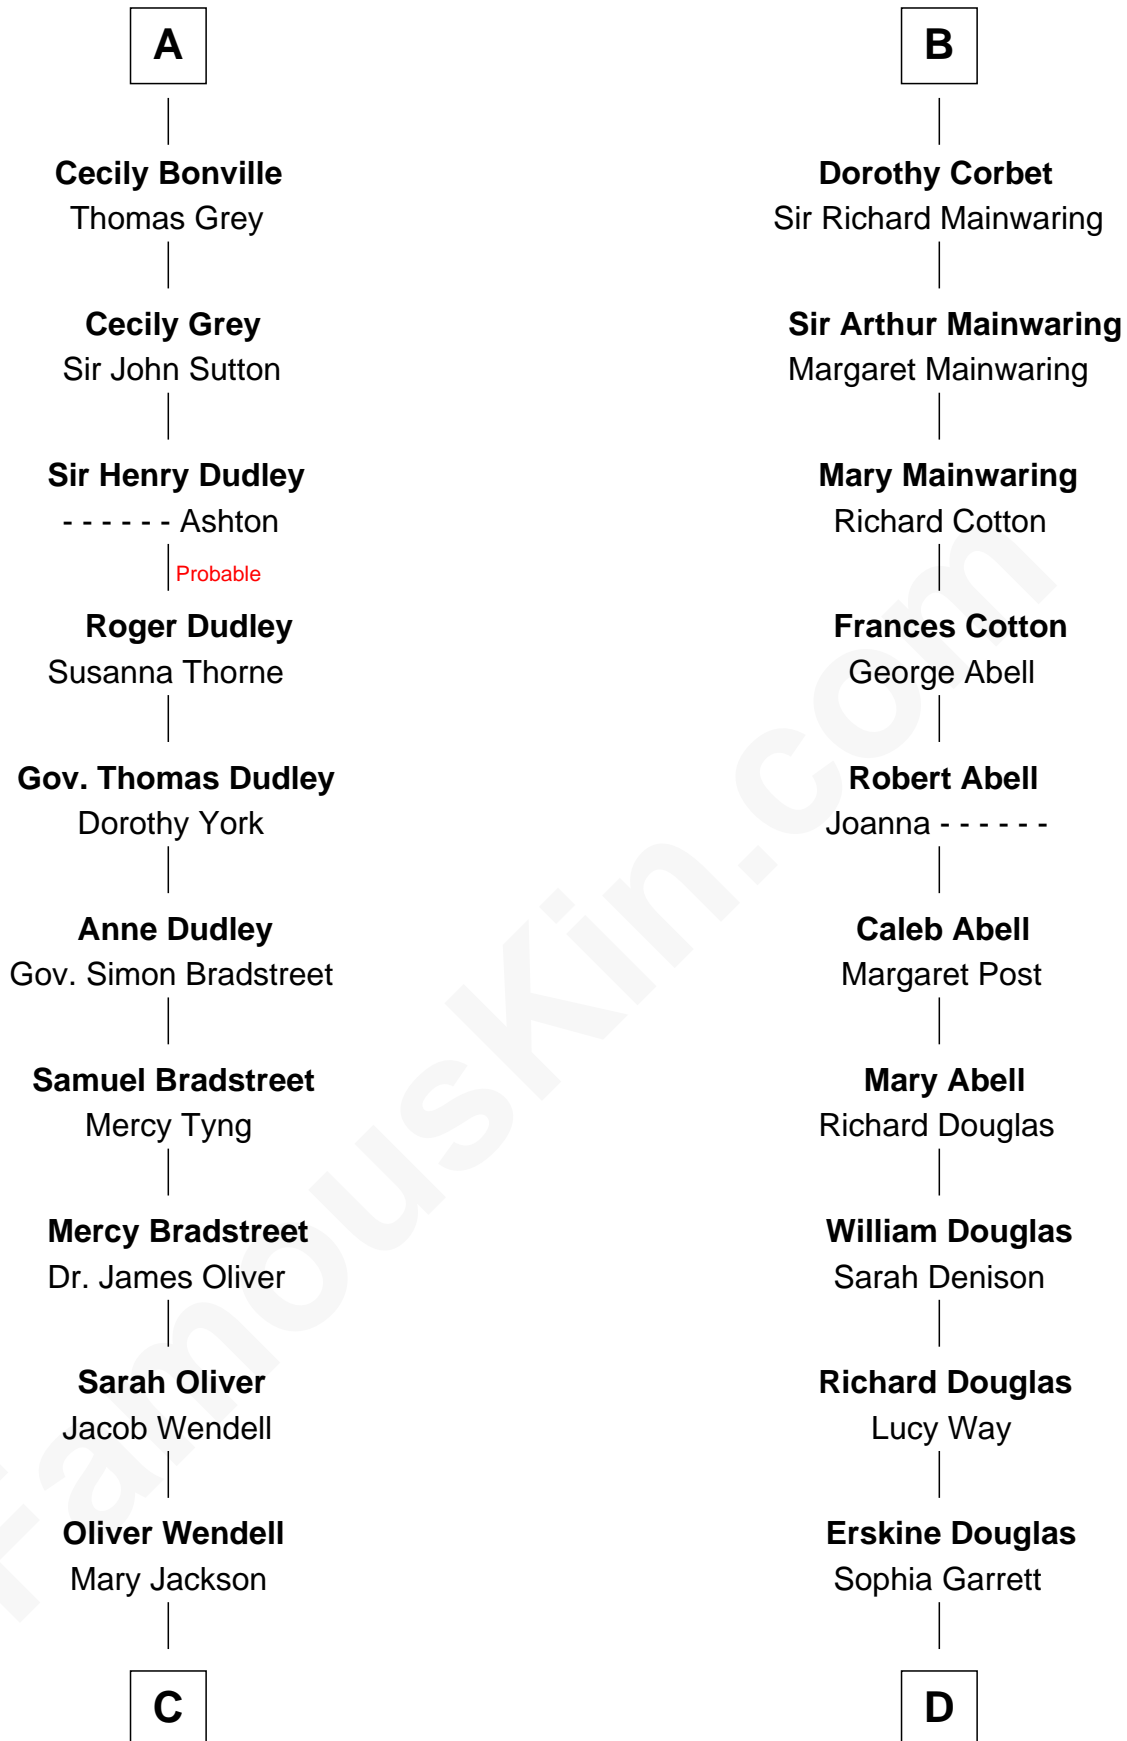 A
Cecily Bonville
Thomas Grey
Cecily Grey
Sir John Sutton
Sir Henry Dudley
- - - - - - Ashton
Probable
Roger Dudley
Susanna Thorne
Gov. Thomas Dudley
Dorothy York
Anne Dudley
Gov. Simon Bradstreet
Samuel Bradstreet
Mercy Tyng
Mercy Bradstreet
Dr. James Oliver
Sarah Oliver
Jacob Wendell
Oliver Wendell
Mary Jackson
C
B
Dorothy Corbet
Sir Richard Mainwaring
Sir Arthur Mainwaring
Margaret Mainwaring
Mary Mainwaring
Richard Cotton
Frances Cotton
George Abell
Robert Abell
Joanna - - - - - -
Caleb Abell
Margaret Post
Mary Abell
Richard Douglas
William Douglas
Sarah Denison
Richard Douglas
Lucy Way
Erskine Douglas
Sophia Garrett
D
FamousKin.com